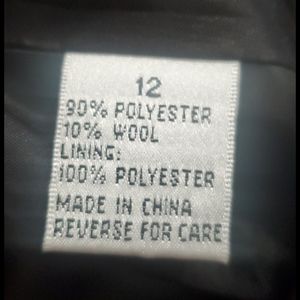 12
90% POLYESTER
10% WOOL
LINING:
100% POLYESTER
MADE IN CHINA
REVERSE FOR CARE